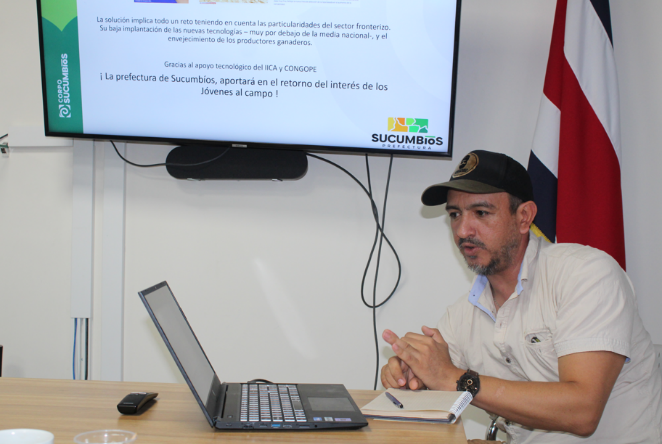 La solución implica todo un reto teniendo en cuenta las particularidades del sector fronterizo.
Su baja implantación de las nuevas tecnologías – muy por debajo de la media nacional-, y el
envejecimiento de los productores ganaderos.
Gracias al apoyo tecnológico del IICA y CONGOPE
¡ La prefectura de Sucumbíos, aportará en el retorno del interés de los
Jóvenes al campo !
CORPO
SUCUMBíOS
SUCUMBíOS
PREFECTURA